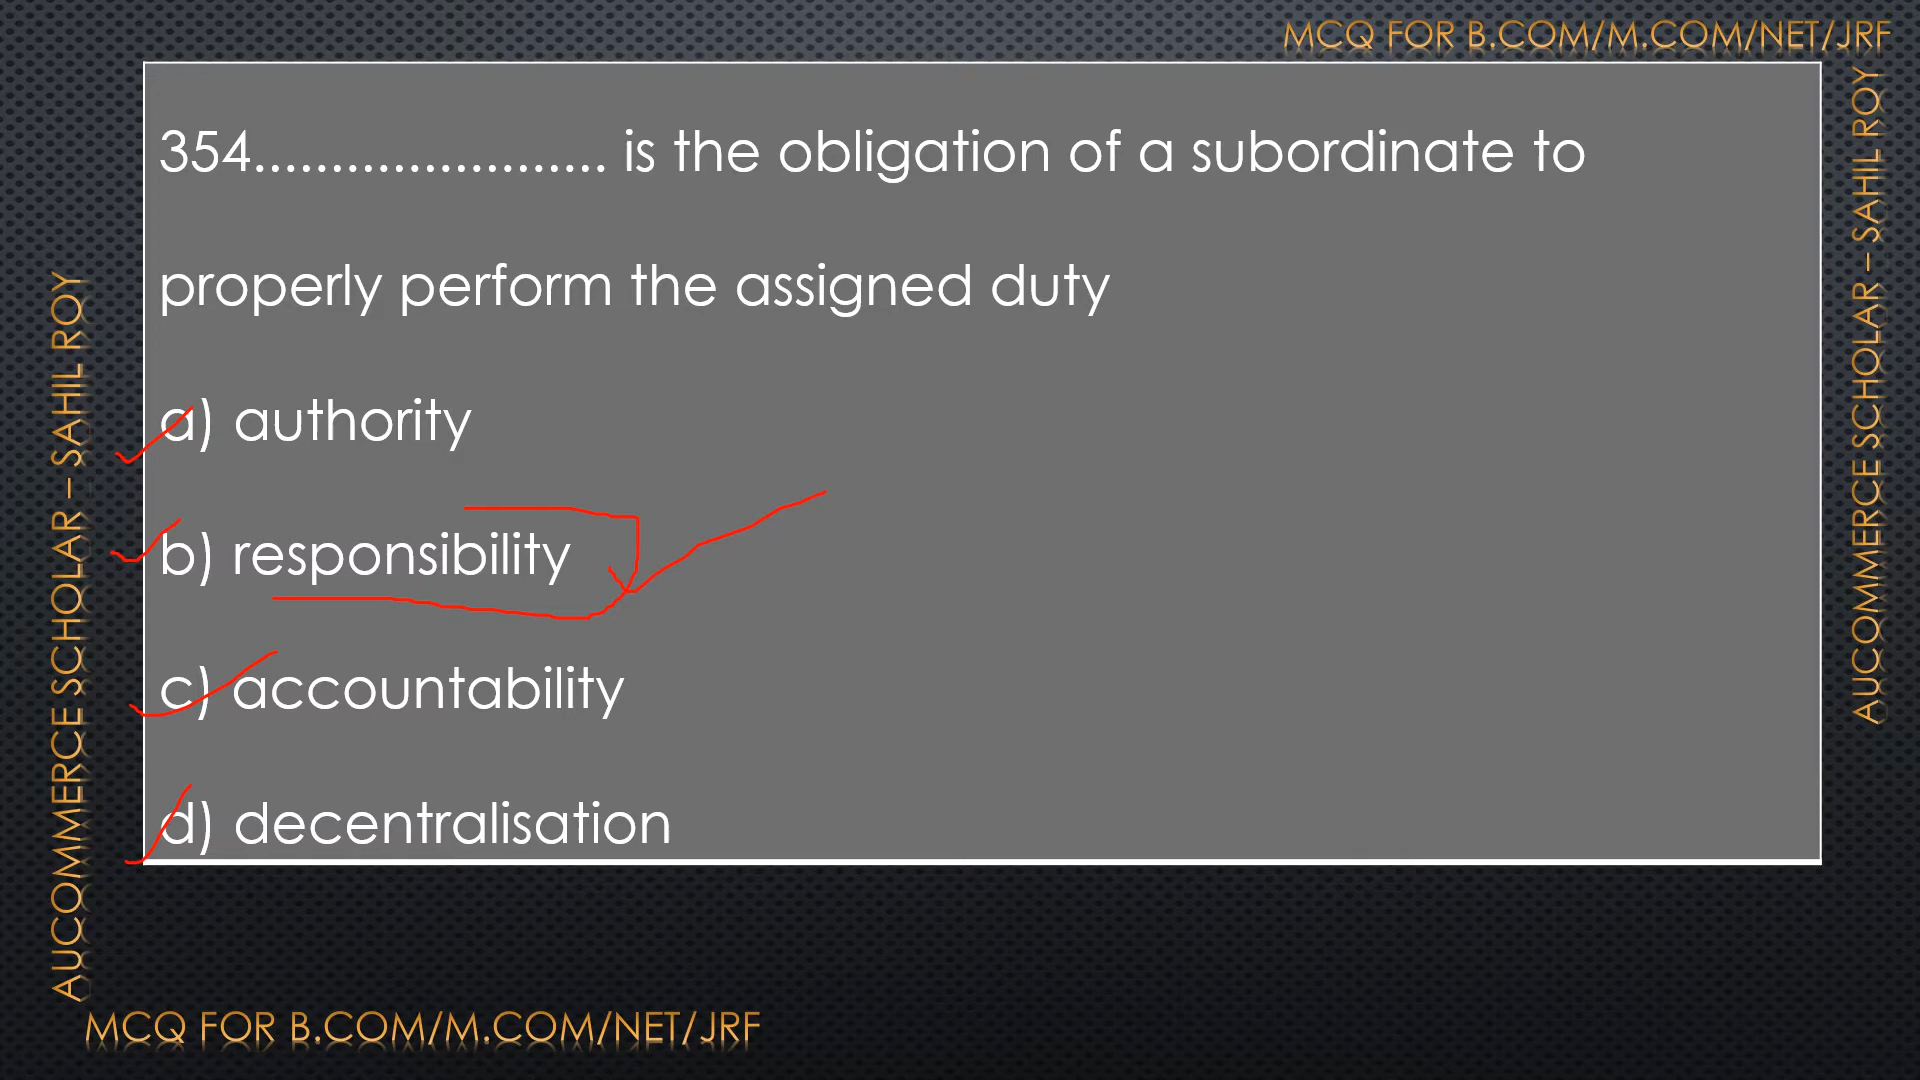 MCQ FOR B.COM/M.COM/NET/JRF
354....................... is the obligation of a subordinate to
properly perform the assigned duty
a) authority
b) responsibility
c) accountability
d) decentralisation
AUCOMMERCE SCHOLAR – SAHIL ROY
AUCOMMERCE SCHOLAR – SAHIL ROY
MCQ FOR B.COM/M.COM/NET/JRF